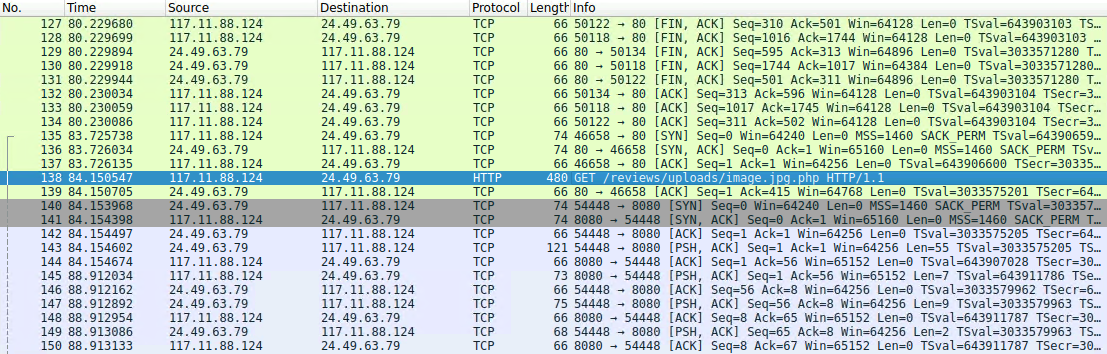 No. Time Source Destination Protocol Length Info
127 80.229680 117.11.88.124 24.49.63.79 TCP 66 50122 → 80 [FIN, ACK] Seq=310 Ack=501 Win=64128 Len=0 TSval=643903103 TS…
128 80.229699 117.11.88.124 24.49.63.79 TCP 66 50118 → 80 [FIN, ACK] Seq=1016 Ack=1744 Win=64128 Len=0 TSval=643903103 …
129 80.229894 24.49.63.79 117.11.88.124 TCP 66 80 → 50134 [FIN, ACK] Seq=595 Ack=313 Win=64896 Len=0 TSval=3033571280 T…
130 80.229918 24.49.63.79 117.11.88.124 TCP 66 80 → 50118 [FIN, ACK] Seq=1744 Ack=1017 Win=64384 Len=0 TSval=303357128…
131 80.229944 24.49.63.79 117.11.88.124 TCP 66 80 → 50122 [FIN, ACK] Seq=501 Ack=311 Win=64896 Len=0 TSval=3033571280 T…
132 80.230034 117.11.88.124 24.49.63.79 TCP 66 50134 → 80 [ACK] Seq=313 Ack=596 Win=64128 Len=0 TSval=643903104 TSecr=3…
133 80.230059 117.11.88.124 24.49.63.79 TCP 66 50118 → 80 [ACK] Seq=1017 Ack=1745 Win=64128 Len=0 TSval=643903104 TSecr…
134 80.230086 117.11.88.124 24.49.63.79 TCP 66 50122 → 80 [ACK] Seq=311 Ack=502 Win=64128 Len=0 TSval=643903104 TSecr=3…
135 83.725738 117.11.88.124 24.49.63.79 TCP 74 46658 → 80 [SYN] Seq=0 Win=64240 Len=0 MSS=1460 SACK_PERM TSval=64390659…
136 83.726034 24.49.63.79 117.11.88.124 TCP 74 80 → 46658 [SYN, ACK] Seq=0 Ack=1 Win=65160 Len=0 MSS=1460 SACK_PERM TSv…
137 83.726135 117.11.88.124 24.49.63.79 TCP 66 46658 → 80 [ACK] Seq=1 Ack=1 Win=64256 Len=0 TSval=643906600 TSecr=30335…
138 84.150547 117.11.88.124 24.49.63.79 HTTP 480 GET /reviews/uploads/image.jpg.php HTTP/1.1
139 84.150705 24.49.63.79 117.11.88.124 TCP 66 80 → 46658 [ACK] Seq=1 Ack=415 Win=64768 Len=0 TSval=3033575201 TSecr=64…
140 84.153968 24.49.63.79 117.11.88.124 TCP 74 54448 → 8080 [SYN] Seq=0 Win=64240 Len=0 MSS=1460 SACK_PERM TSval=303357…
141 84.154398 117.11.88.124 24.49.63.79 TCP 74 8080 → 54448 [SYN, ACK] Seq=0 Ack=1 Win=65160 Len=0 MSS=1460 SACK_PERM T…
142 84.154497 24.49.63.79 117.11.88.124 TCP 66 54448 → 8080 [ACK] Seq=1 Ack=1 Win=64256 Len=0 TSval=3033575205 TSecr=64…
143 84.154602 24.49.63.79 117.11.88.124 TCP 121 54448 → 8080 [PSH, ACK] Seq=1 Ack=1 Win=64256 Len=55 TSval=3033575205 TS…
144 84.154674 117.11.88.124 24.49.63.79 TCP 66 8080 → 54448 [ACK] Seq=1 Ack=56 Win=65152 Len=0 TSval=643907028 TSecr=30…
145 88.912034 117.11.88.124 24.49.63.79 TCP 73 8080 → 54448 [PSH, ACK] Seq=1 Ack=56 Win=65152 Len=7 TSval=643911786 TSe…
146 88.912162 24.49.63.79 117.11.88.124 TCP 66 54448 → 8080 [ACK] Seq=56 Ack=8 Win=64256 Len=0 TSval=3033579962 TSecr=6…
147 88.912892 24.49.63.79 117.11.88.124 TCP 75 54448 → 8080 [PSH, ACK] Seq=56 Ack=8 Win=64256 Len=9 TSval=3033579963 TS…
148 88.912954 117.11.88.124 24.49.63.79 TCP 66 8080 → 54448 [ACK] Seq=8 Ack=65 Win=65152 Len=0 TSval=643911787 TSecr=30…
149 88.913086 24.49.63.79 117.11.88.124 TCP 68 54448 → 8080 [PSH, ACK] Seq=65 Ack=8 Win=64256 Len=2 TSval=3033579963 TS…
150 88.913133 117.11.88.124 24.49.63.79 TCP 66 8080 → 54448 [ACK] Seq=8 Ack=67 Win=65152 Len=0 TSval=643911787 TSecr=30…